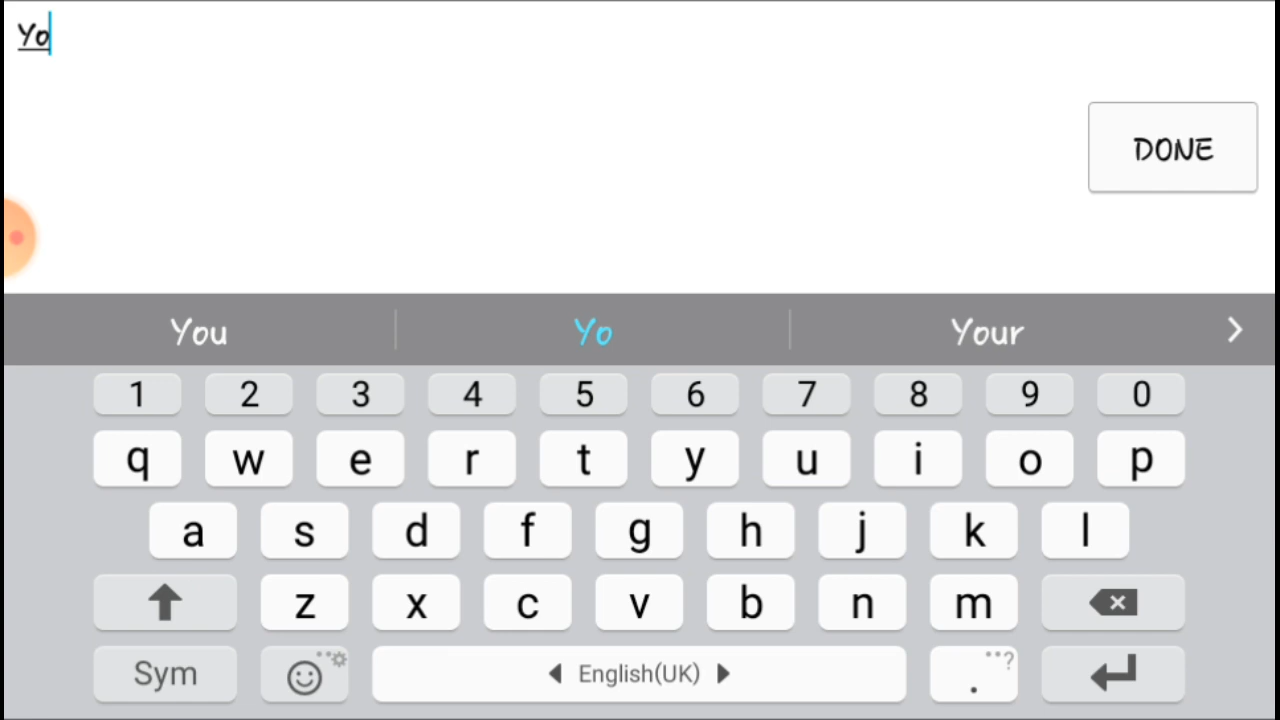 Yo
DONE
You Yo Your
1 2 3 4 5 6 7 8 9 0
q w e r t y u i o p
a s d f g h j k l
z x c v b n m
Sym English(UK) . ?